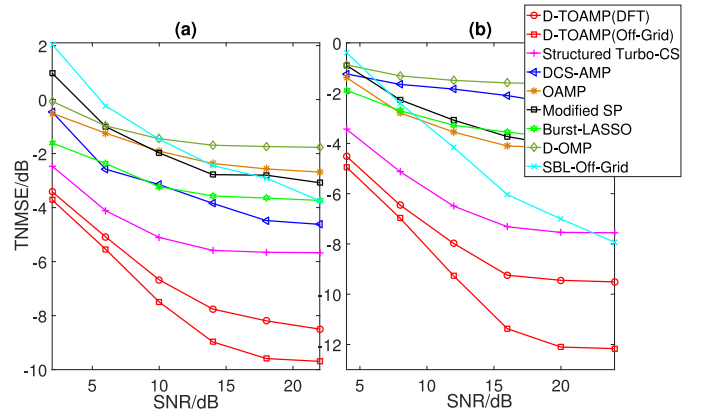 (a)
(b)
D-TOAMP(DFT)
D-TOAMP(Off-Grid)
Structured Turbo-CS
DCS-AMP
OAMP
Modified SP
Burst-LASSO
D-OMP
SBL-Off-Grid
TNMSE/dB
2
0
-2
-4
-6
-8
-10
5
10
15
20
SNR/dB
0
-2
-4
-6
-8
-10
-12
5
10
15
20
SNR/dB